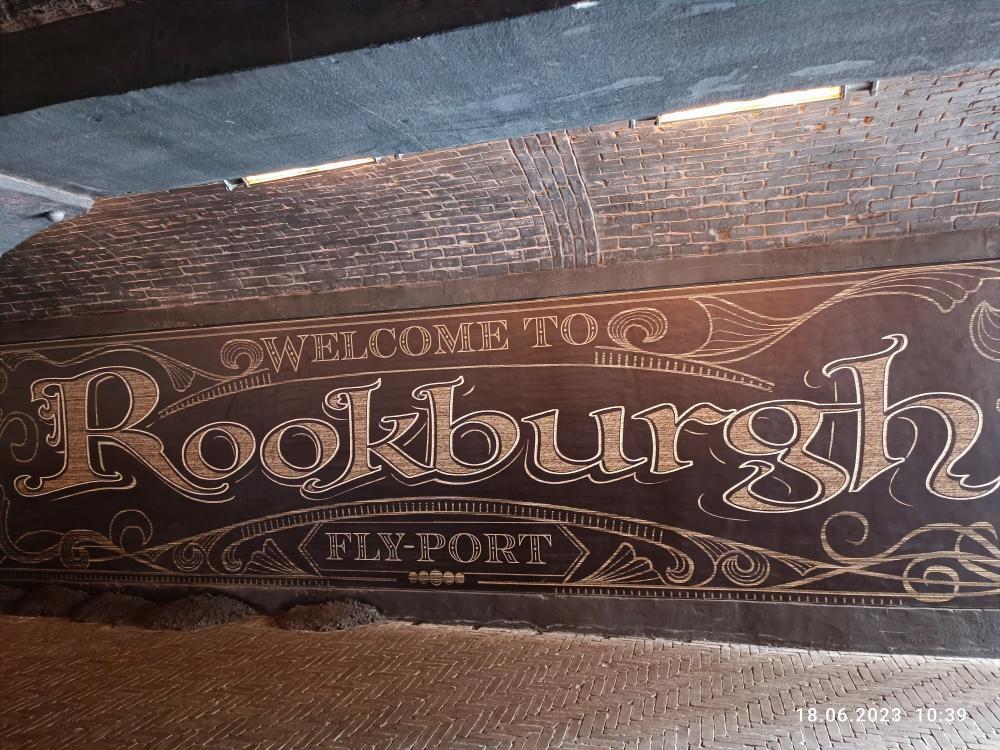 WELCOME TO
Rookburgh
FLY-PORT
18.06.2023 10:39